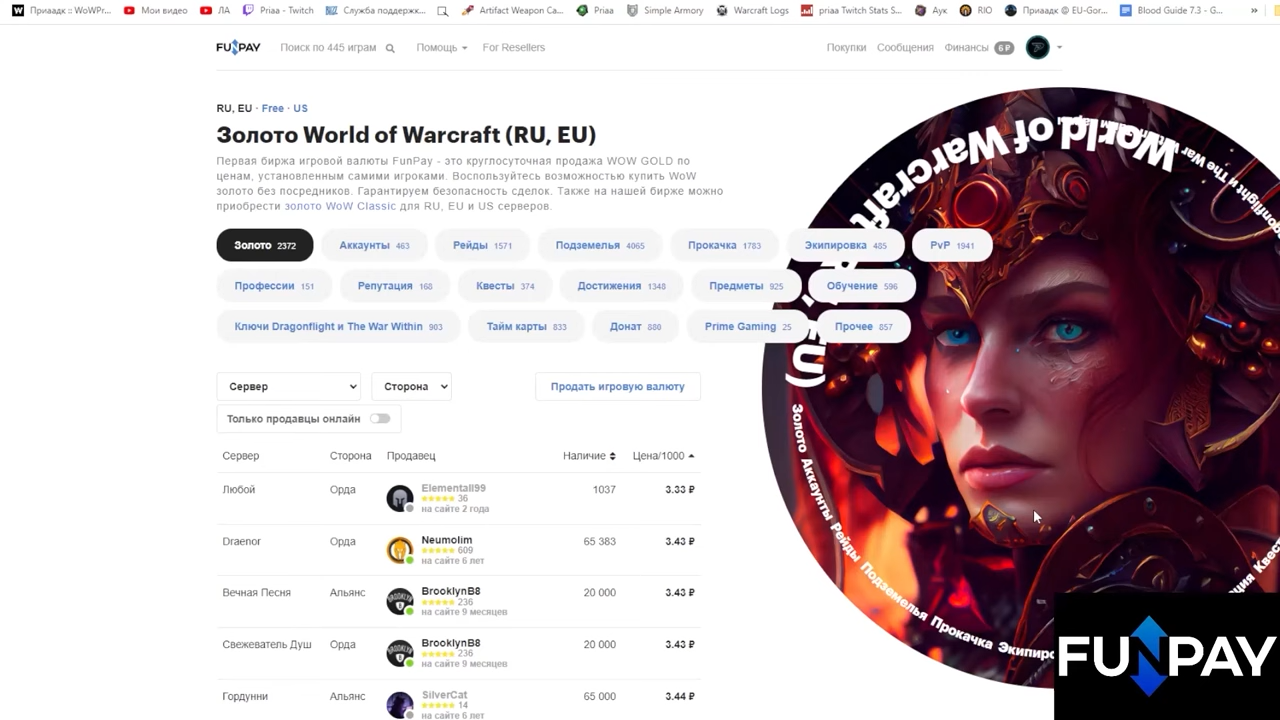 Приаадк :: WoWPr...
Мои видео
ЛА
Priaa - Twitch
Служба поддержк...
Artifact Weapon Ca...
Priaa
Simple Armory
Warcraft Logs
priaa Twitch Stats S...
Аук
RIO
Приаадк @ EU-Gor...
Blood Guide 7.3 - G...
»
FUNPAY
Поиск по 445 играм
Помощь
For Resellers
Покупки
Сообщения
Финансы 6 ₽
RU, EU · Free · US
Золото World of Warcraft (RU, EU)
Первая биржа игровой валюты FunPay - это круглосуточная продажа WOW GOLD по
ценам, установленным самими игроками. Воспользуйтесь возможностью купить WoW
золото без посредников. Гарантируем безопасность сделок. Также на нашей бирже можно
приобрести золото WoW Classic для RU, EU и US серверов.
Золото 2372
Аккаунты 463
Рейды 1571
Подземелья 4065
Прокачка 1783
Экипировка 485
PvP 1941
Профессии 151
Репутация 168
Квесты 374
Достижения 1348
Предметы 925
Обучение 596
Ключи Dragonflight и The War Within 903
Тайм карты 833
Донат 880
Prime Gaming 25
Прочее 857
Сервер
Сторона
Продать игровую валюту
Только продавцы онлайн
Сервер Сторона Продавец Наличие Цена/1000
Любой Орда Elementall99 1037 3.33 ₽
36
на сайте 2 года
Draenor Орда Neumolim 65 383 3.43 ₽
609
на сайте 6 лет
Вечная Песня Альянс BrooklynB8 20 000 3.43 ₽
236
на сайте 9 месяцев
Свежеватель Душ Орда BrooklynB8 20 000 3.43 ₽
236
на сайте 9 месяцев
Гордунни Альянс SilverCat 65 000 3.44 ₽
14
на сайте 6 лет
World of Warcraft
EU)
Золото Аккаунты Рейды Подземелья Прокачка Экипиро
FUNPAY